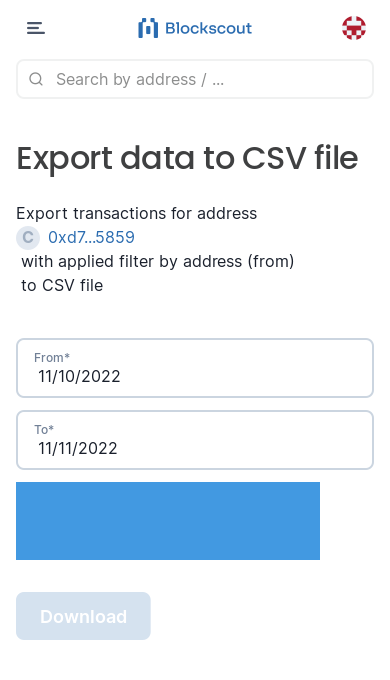 Blockscout
Search by address / ...
Export data to CSV file
Export transactions for address
C 0xd7...5859
with applied filter by address (from)
to CSV file
From*
11/10/2022
To*
11/11/2022
Download